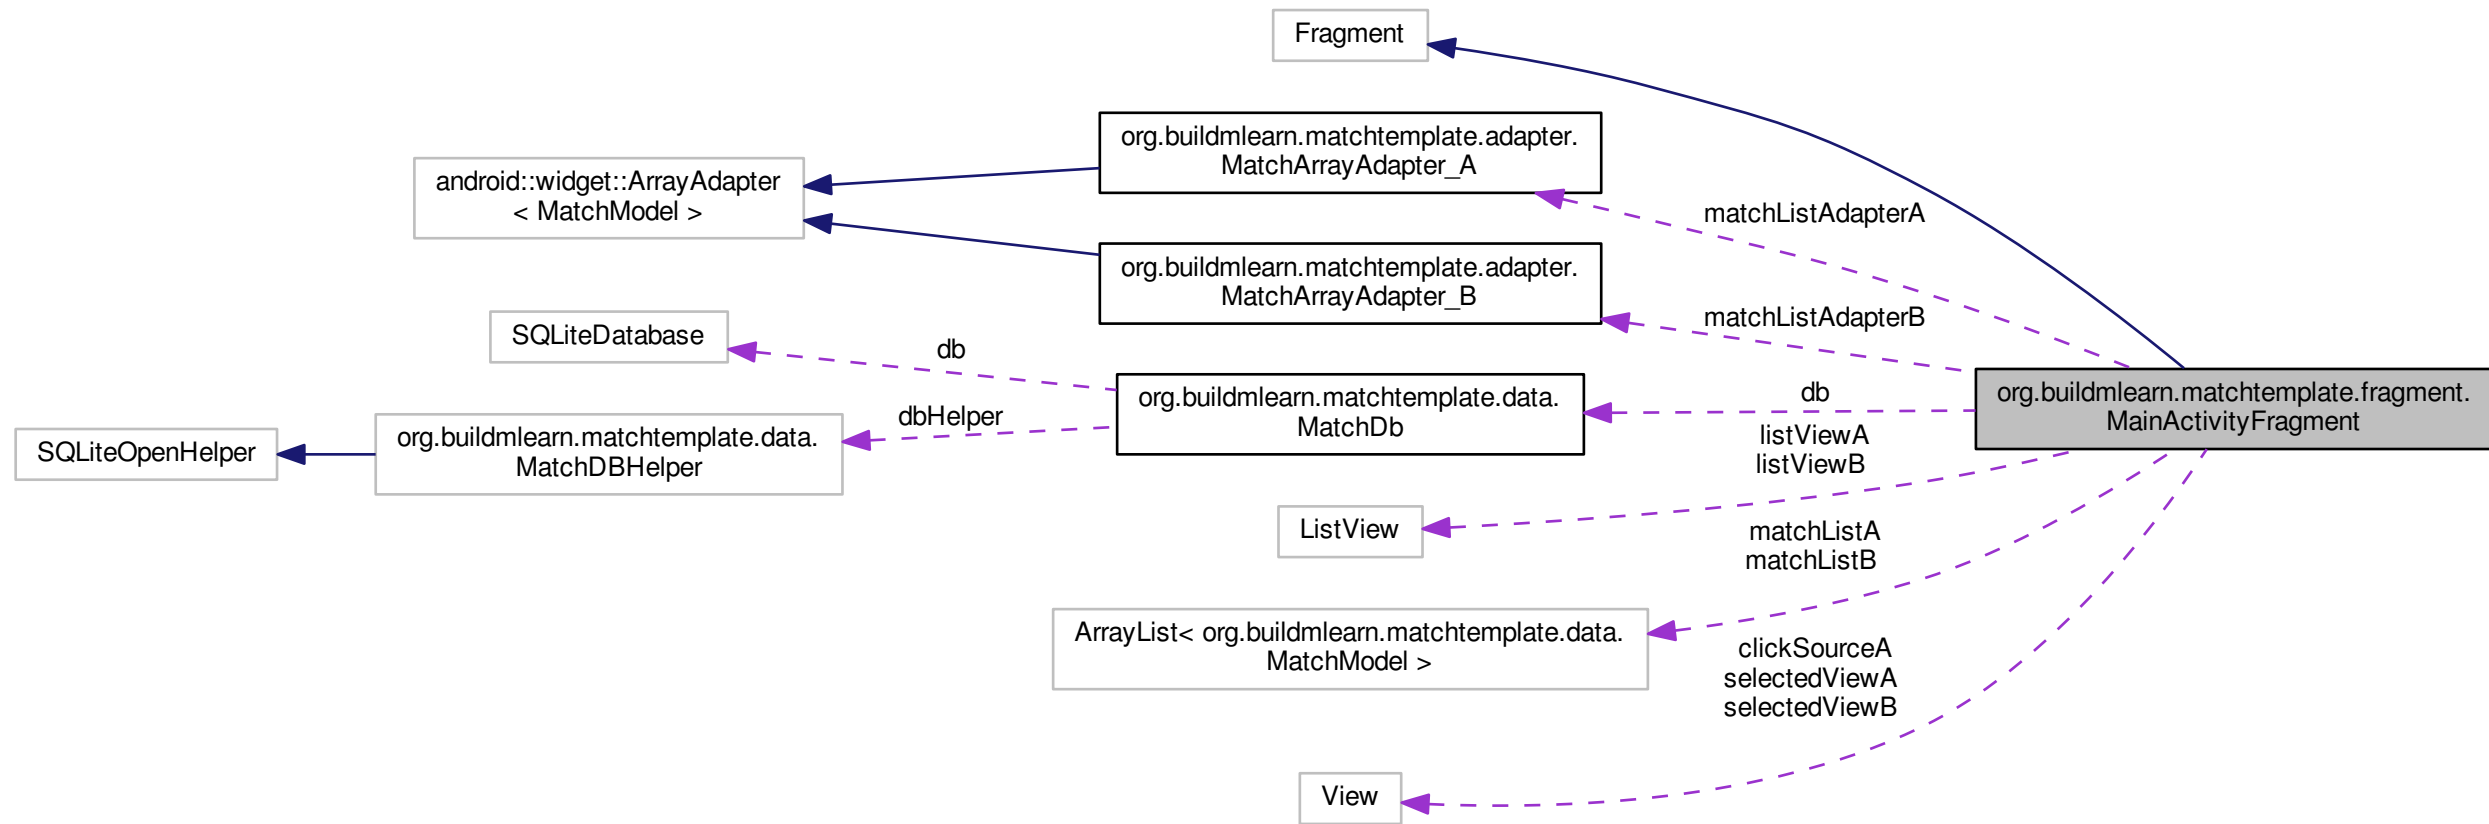 Fragment
org.buildmlearn.matchtemplate.adapter.
MatchArrayAdapter_A
android::widget::ArrayAdapter
< MatchModel >
matchListAdapterA
org.buildmlearn.matchtemplate.adapter.
MatchArrayAdapter_B
matchListAdapterB
SQLiteDatabase
db
org.buildmlearn.matchtemplate.data.
MatchDb
db
org.buildmlearn.matchtemplate.fragment.
MainActivityFragment
dbHelper
org.buildmlearn.matchtemplate.data.
MatchDBHelper
SQLiteOpenHelper
listViewA
listViewB
ListView
matchListA
matchListB
ArrayList< org.buildmlearn.matchtemplate.data.
MatchModel >
clickSourceA
selectedViewA
selectedViewB
View